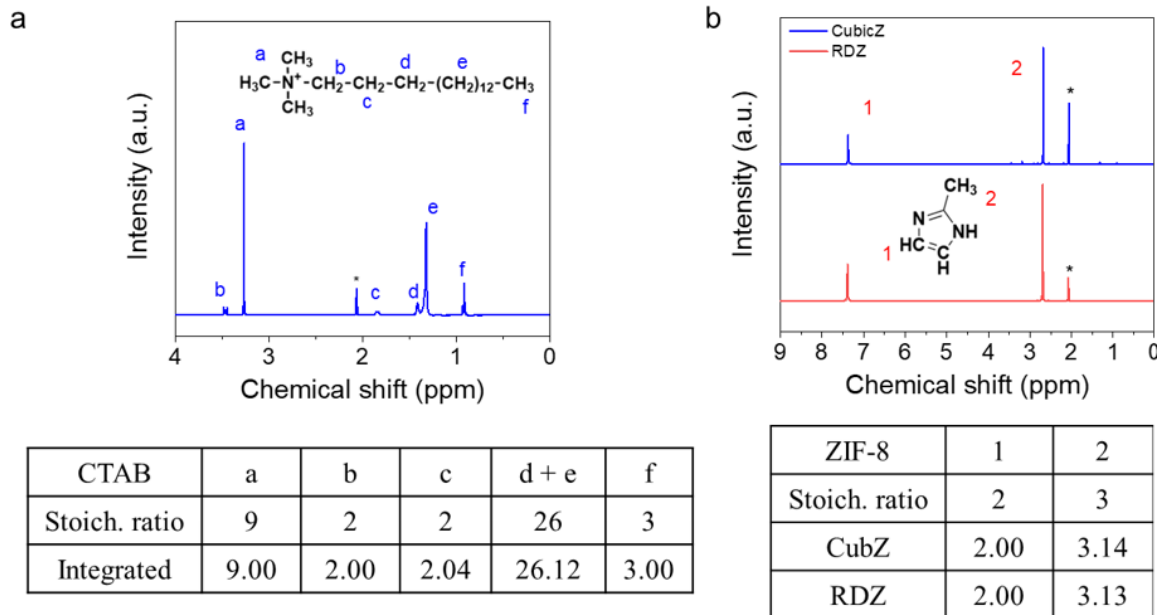 a
Intensity (a.u.)
a
CH₃
H₃C-N⁺-CH₂-CH₂-CH₂-(CH₂)₁₂-CH₃
CH₃
b
c
d
e
f
a
b
*
c
d
e
f
4 3 2 1 0
Chemical shift (ppm)
CTAB a b c d + e f
Stoich. ratio 9 2 2 26 3
Integrated 9.00 2.00 2.04 26.12 3.00
b
Intensity (a.u.)
CubicZ
RDZ
1
2
*
CH₃
2
N
NH
HC
C
H
1
*
9 8 7 6 5 4 3 2 1 0
Chemical shift (ppm)
ZIF-8 1 2
Stoich. ratio 2 3
CubZ 2.00 3.14
RDZ 2.00 3.13